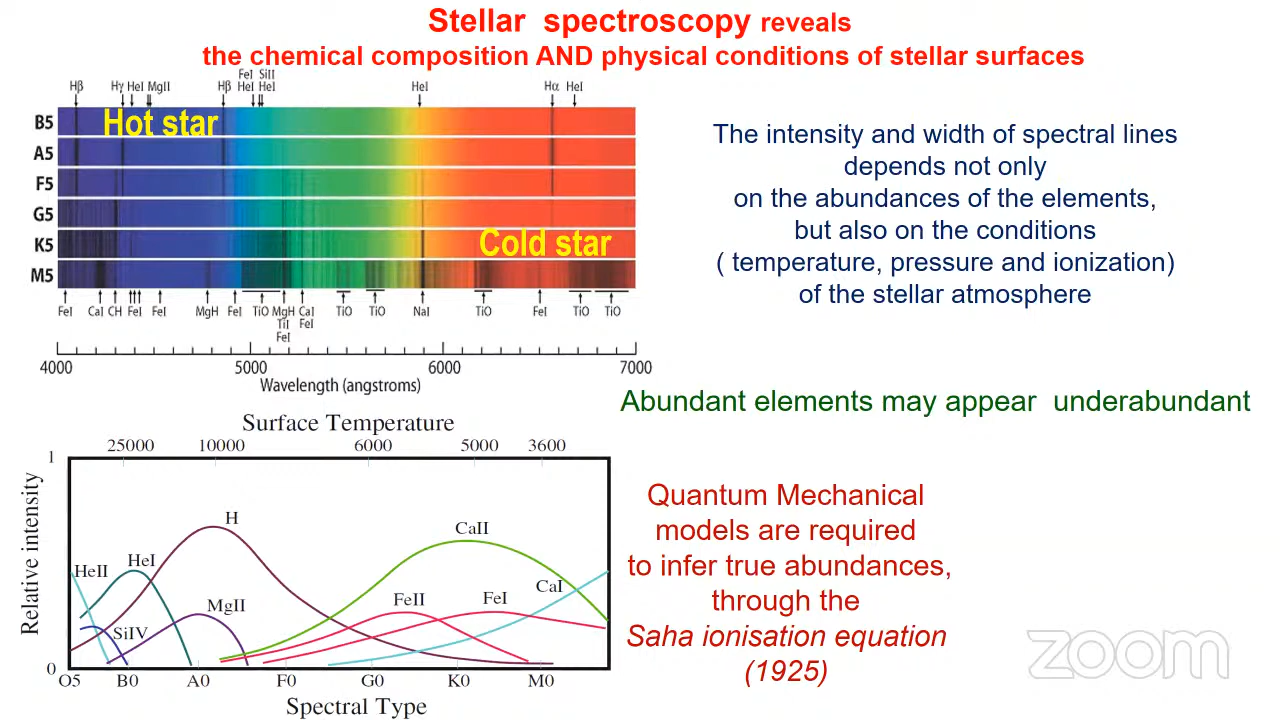 Stellar spectroscopy reveals
the chemical composition AND physical conditions of stellar surfaces
FeI SiII
Hβ Hγ HeI MgII Hβ HeI HeI HeI Hα HeI
B5 Hot star
A5
F5
G5
K5 Cold star
M5
FeI CaI CH FeI FeI MgH FeI TiO MgH CaI TiO TiO NaI TiO FeI TiO TiO
TiI FeI
FeI
4000 5000 6000 7000
Wavelength (angstroms)
The intensity and width of spectral lines
depends not only
on the abundances of the elements,
but also on the conditions
( temperature, pressure and ionization)
of the stellar atmosphere
Abundant elements may appear underabundant
Surface Temperature
25000 10000 6000 5000 3600
1
Relative intensity
H
CaII
HeII HeI
CaI
MgII FeII FeI
SiIV
0
O5 B0 A0 F0 G0 K0 M0
Spectral Type
Quantum Mechanical
models are required
to infer true abundances,
through the
Saha ionisation equation
(1925)
zoom